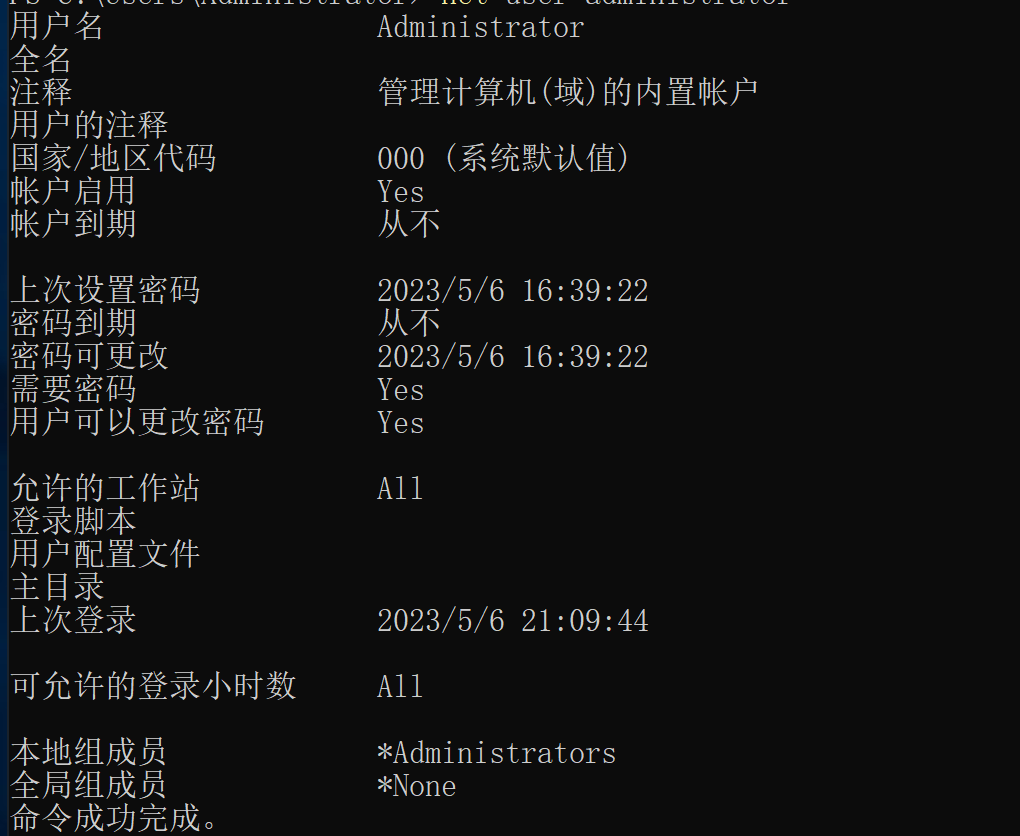 用户名 Administrator
全名
注释 管理计算机(域)的内置帐户
用户的注释
国家/地区代码 000 (系统默认值)
帐户启用 Yes
帐户到期 从不
上次设置密码 2023/5/6 16:39:22
密码到期 从不
密码可更改 2023/5/6 16:39:22
需要密码 Yes
用户可以更改密码 Yes
允许的工作站 All
登录脚本
用户配置文件
主目录
上次登录 2023/5/6 21:09:44
可允许的登录小时数 All
本地组成员 *Administrators
全局组成员 *None
命令成功完成。